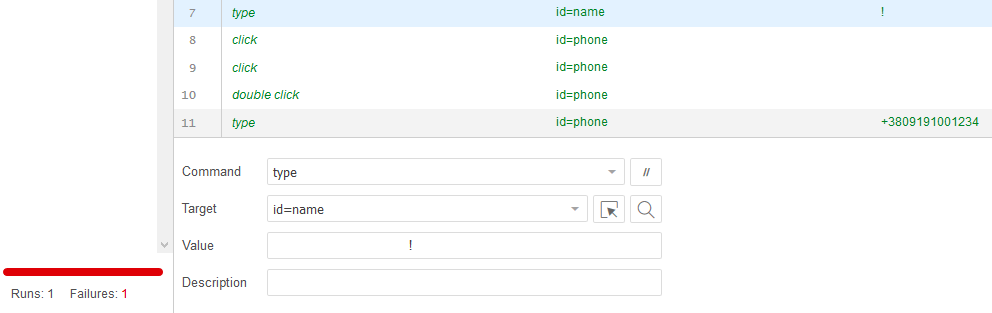 7 type id=name !
8 click id=phone
9 click id=phone
10 double click id=phone
11 type id=phone +3809191001234
Command type //
Target id=name
Value !
Description
Runs: 1 Failures: 1